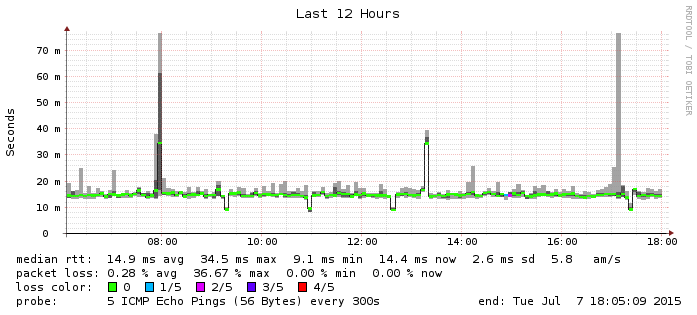 Last 12 Hours
RRDTOOL / TOBI OETIKER
Seconds
70 m
60 m
50 m
40 m
30 m
20 m
10 m
0
08:00 10:00 12:00 14:00 16:00 18:00
median rtt: 14.9 ms avg 34.5 ms max 9.1 ms min 14.4 ms now 2.6 ms sd 5.8 am/s
packet loss: 0.28 % avg 36.67 % max 0.00 % min 0.00 % now
loss color: 0 1/5 2/5 3/5 4/5
probe: 5 ICMP Echo Pings (56 Bytes) every 300s end: Tue Jul 7 18:05:09 2015